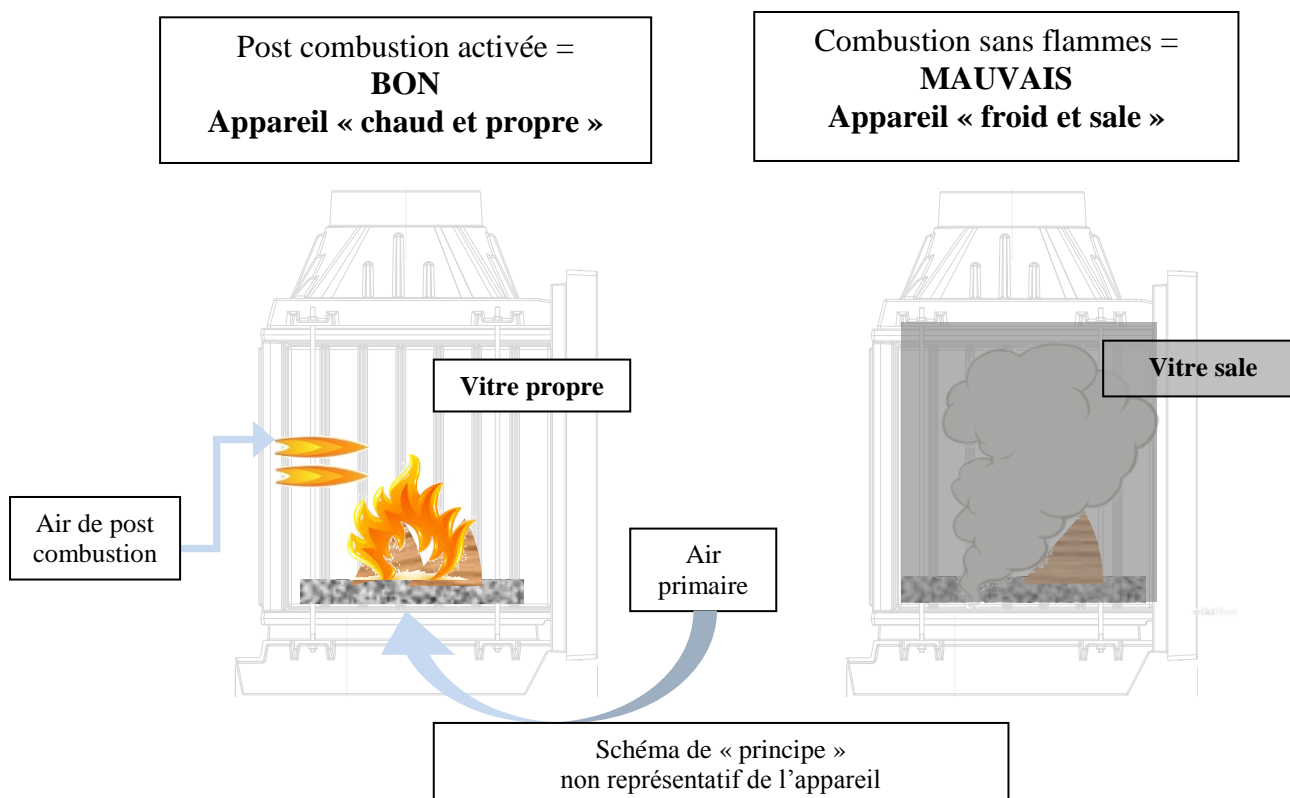 Post combustion activée =
BON
Appareil « chaud et propre »
Combustion sans flammes =
MAUVAIS
Appareil « froid et sale »
Vitre propre
Vitre sale
Air de post
combustion
Air
primaire
wikiHow
Schéma de « principe »
non représentatif de l’appareil